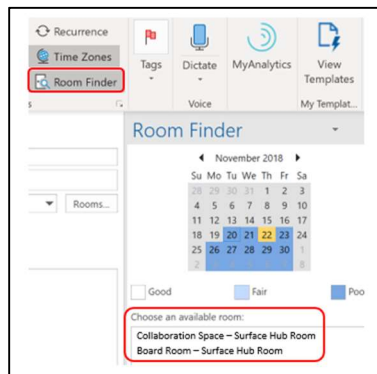 Recurrence
Time Zones
Room Finder
Tags
Dictate
MyAnalytics
View
Templates
Voice
My Templat...
Room Finder
November 2018
Su Mo Tu We Th Fr Sa
28 29 30 31 1 2 3
4 5 6 7 8 9 10
11 12 13 14 15 16 17
18 19 20 21 22 23 24
25 26 27 28 29 30 1
2 8
Rooms...
Good
Fair
Poo
Choose an available room:
Collaboration Space – Surface Hub Room
Board Room – Surface Hub Room